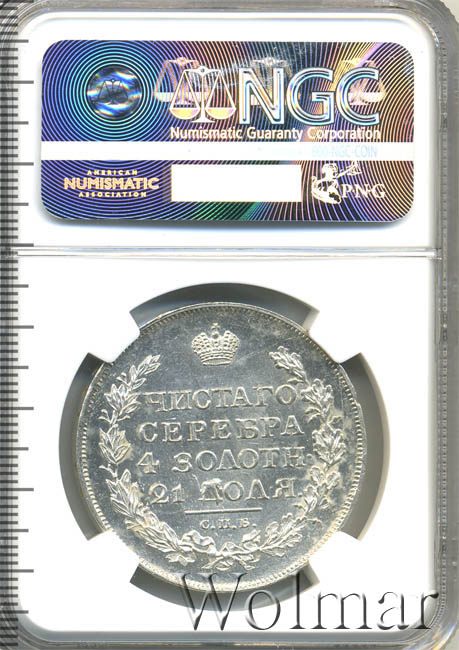 NGC
Numismatic Guaranty Corporation
AMERICAN
NUMISMATIC
ASSOCIATION
PNG
ЧИСТАГО
СЕРЕБРА
4 ЗОЛОТН.
21 ДОЛЯ.
С.П.Б.
Wolmar